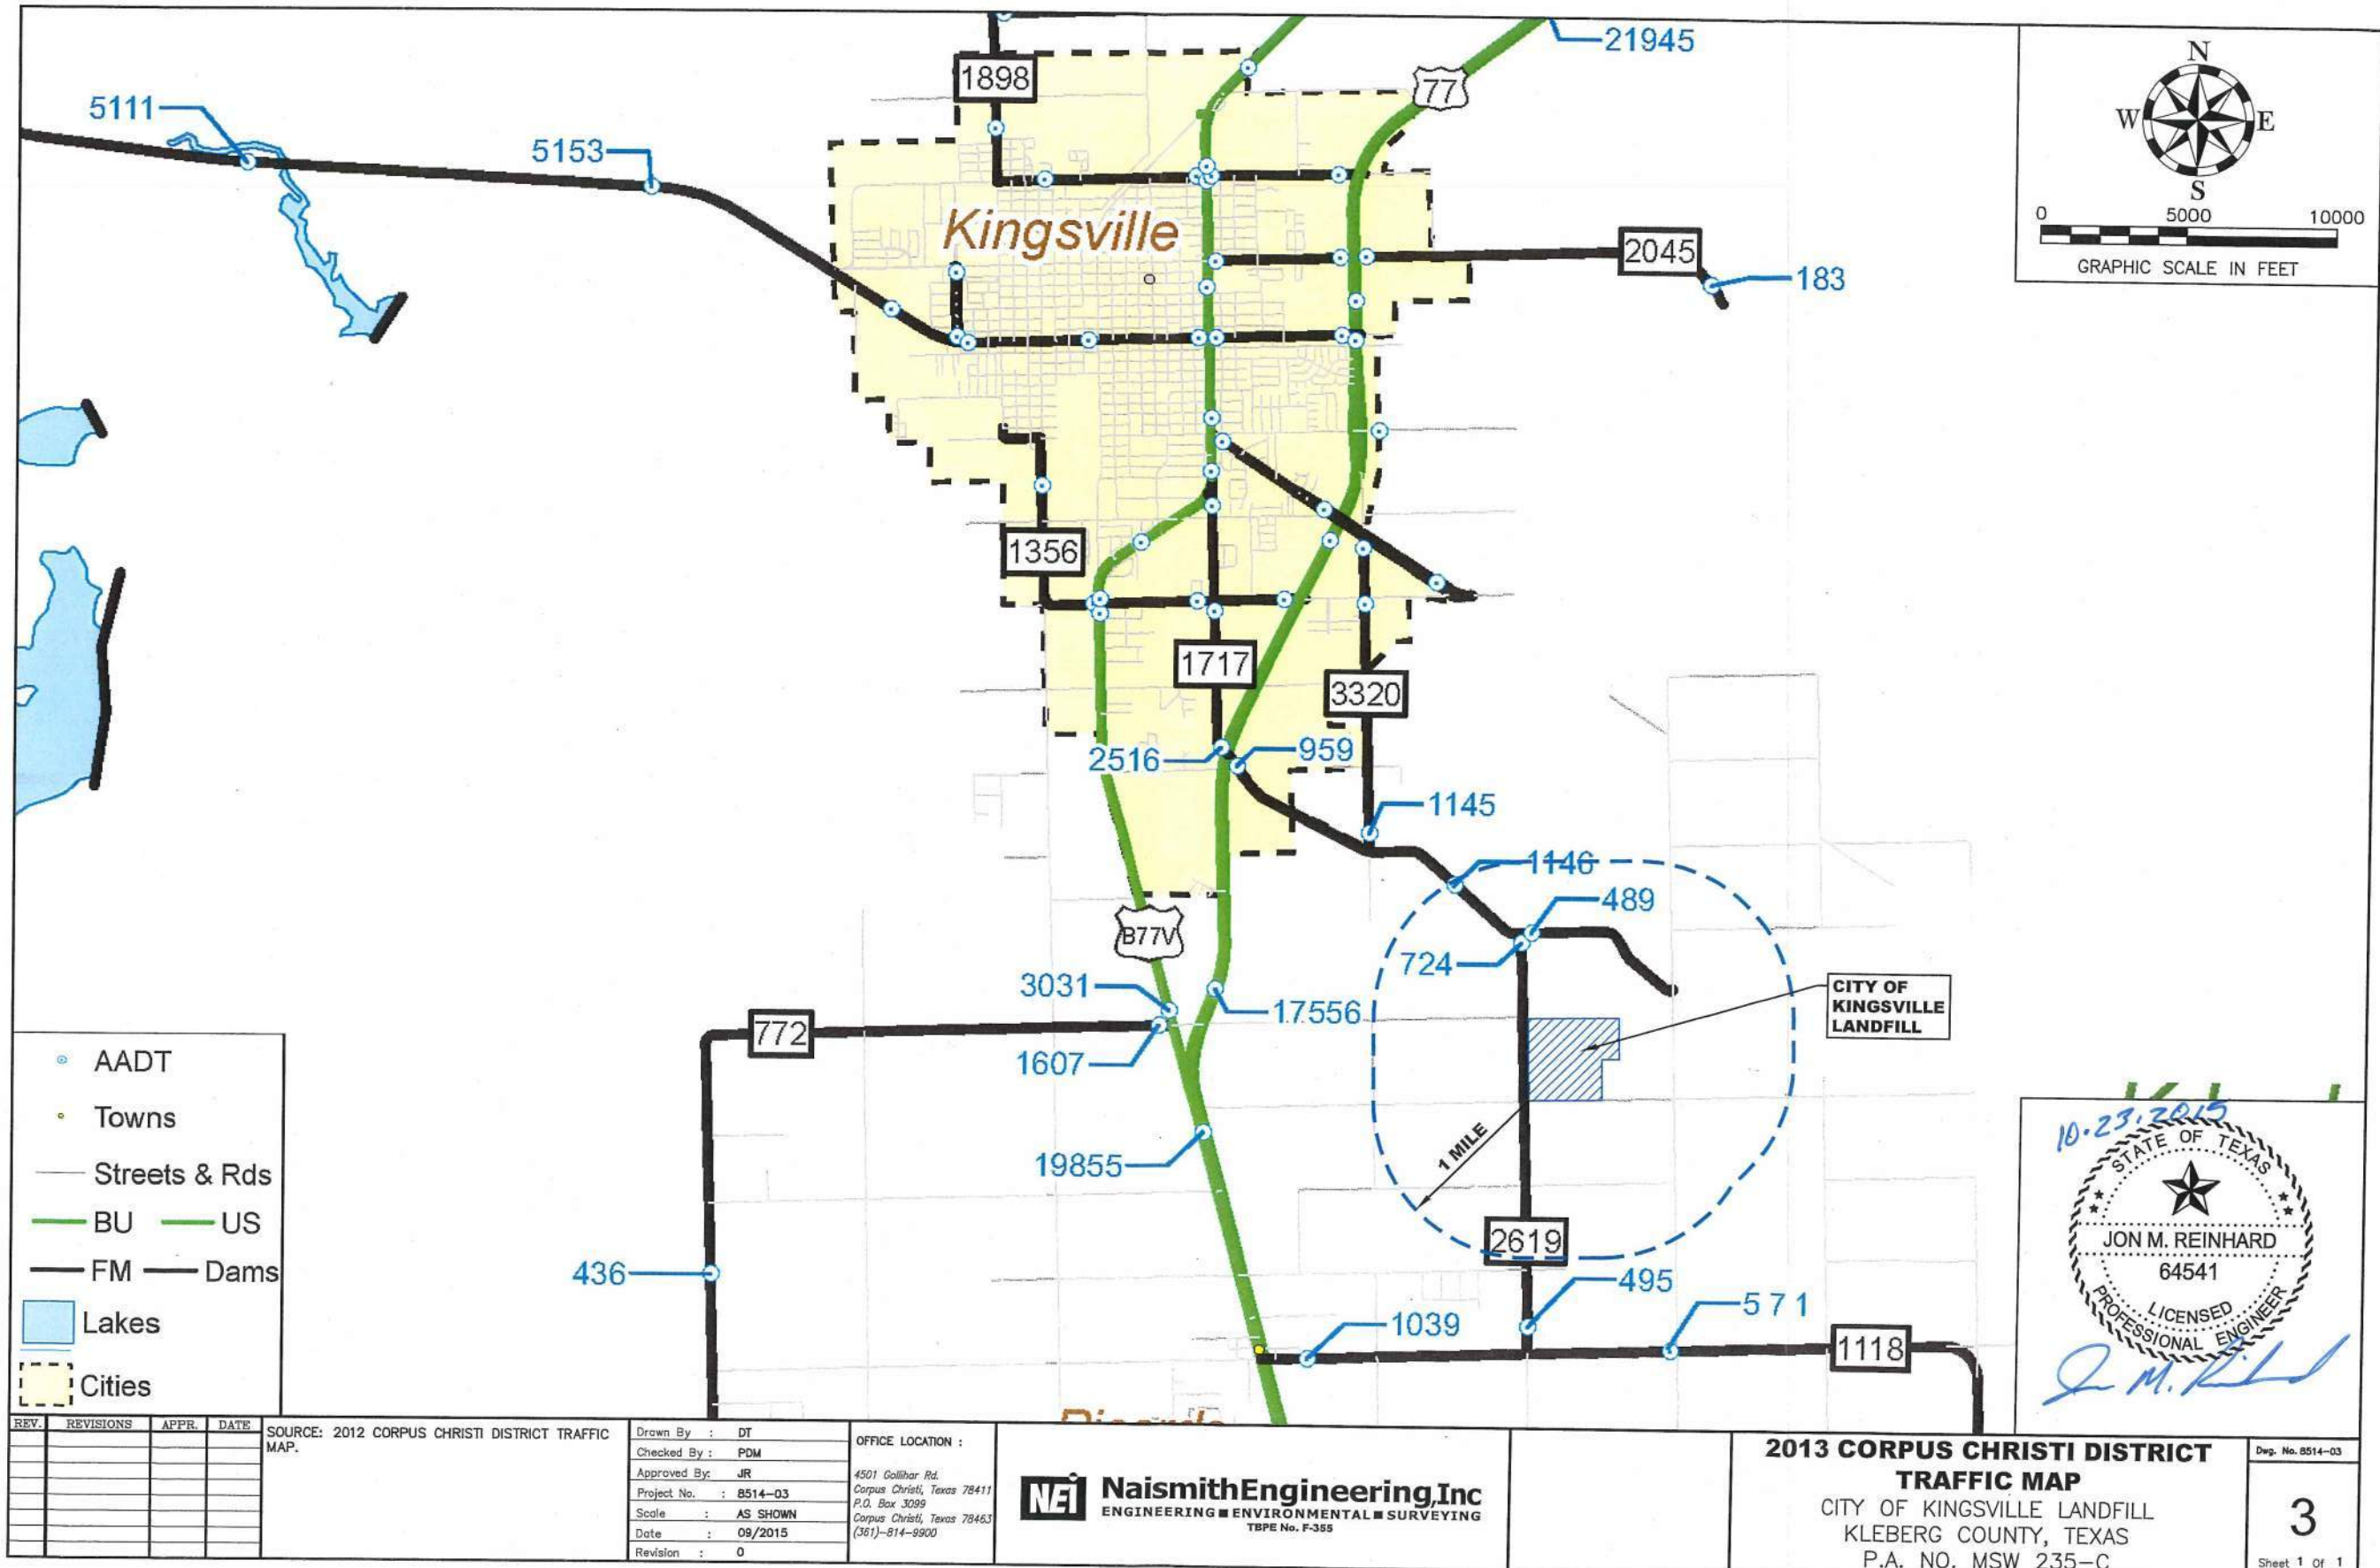 21945
5111
1898
77
N
W E
S
5153
0 5000 10000
GRAPHIC SCALE IN FEET
Kingsville
2045
183
1356
1717
3320
2516
959
1145
1146
489
724
B77V
3031
17556
772
1607
CITY OF
KINGSVILLE
LANDFILL
19855
1 MILE
2619
436
495
571
1039
1118
AADT
Towns
Streets & Rds
BU US
FM Dams
Lakes
Cities
10.23.2015
STATE OF TEXAS
JON M. REINHARD
64541
LICENSED
PROFESSIONAL ENGINEER
REV. REVISIONS APPR. DATE
SOURCE: 2012 CORPUS CHRISTI DISTRICT TRAFFIC
MAP.
Drawn By : DT
Checked By : PDM
Approved By: JR
Project No. : 8514-03
Scale : AS SHOWN
Date : 09/2015
Revision : 0
OFFICE LOCATION :
4501 Gollihar Rd.
Corpus Christi, Texas 78411
P.O. Box 3099
Corpus Christi, Texas 78463
(361)-814-9900
NEI
NaismithEngineering,Inc
ENGINEERING■ENVIRONMENTAL■SURVEYING
TBPE No. F-355
2013 CORPUS CHRISTI DISTRICT
TRAFFIC MAP
CITY OF KINGSVILLE LANDFILL
KLEBERG COUNTY, TEXAS
P.A. NO. MSW 235-C
Dwg. No. 8514-03
3
Sheet 1 Of 1